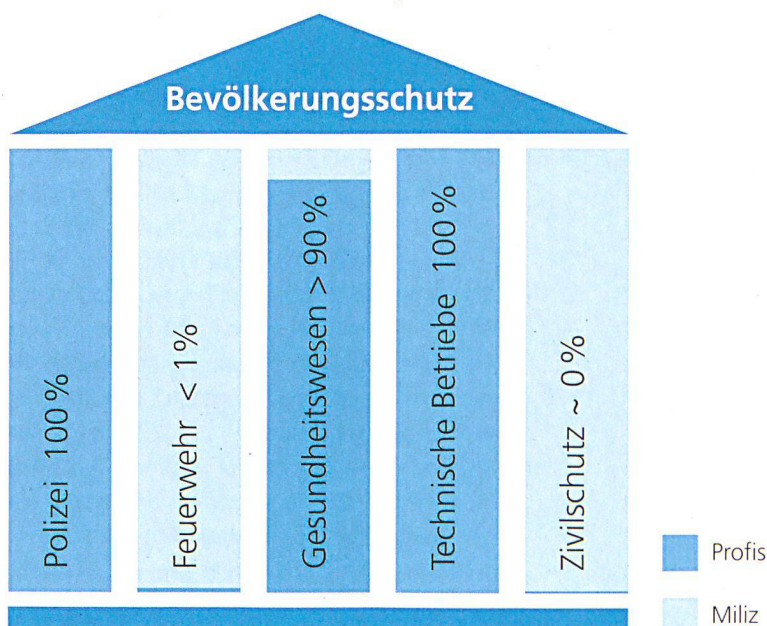 Bevölkerungsschutz
Polizei 100 %
Feuerwehr < 1 %
Gesundheitswesen > 90 %
Technische Betriebe 100 %
Zivilschutz ~ 0 %
Profis
Miliz